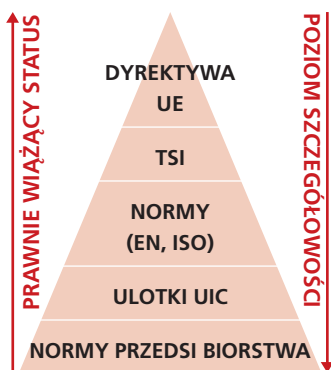 PRAWNIE WIĄŻĄCY STATUS
DYREKTYWA
UE
TSI
NORMY
(EN, ISO)
ULOTKI UIC
NORMY PRZEDSI BIORSTWA
POZIOM SZCZEGÓŁOWOŚCI